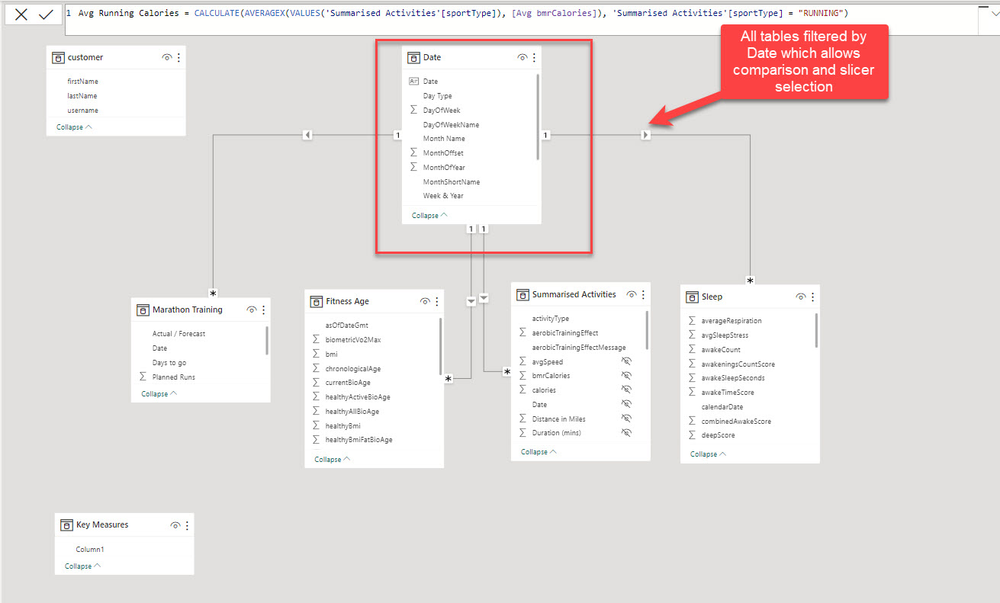 1 Avg Running Calories = CALCULATE(AVERAGEX(VALUES('Summarised Activities'[sportType]), [Avg bmrCalories]), 'Summarised Activities'[sportType] = "RUNNING")
All tables filtered by
Date which allows
comparison and slicer
selection
customer
firstName
lastName
username
Collapse
Date
Date
Day Type
DayOfWeek
DayOfWeekName
Month Name
MonthOffset
MonthOfYear
MonthShortName
Week & Year
Collapse
1
1
1
1
*
*
*
*
Marathon Training
Actual / Forecast
Date
Days to go
Planned Runs
Collapse
Fitness Age
asOfDateGmt
biometricVo2Max
bmi
chronologicalAge
currentBioAge
healthyActiveBioAge
healthyAllBioAge
healthyBmi
healthyBmiFatBioAge
Collapse
Summarised Activities
activityType
aerobicTrainingEffect
aerobicTrainingEffectMessage
avgSpeed
bmrCalories
calories
Date
Distance in Miles
Duration (mins)
Collapse
Sleep
averageRespiration
avgSleepStress
awakeCount
awakeningsCountScore
awakeSleepSeconds
awakeTimeScore
calendarDate
combinedAwakeScore
deepScore
Collapse
Key Measures
Column1
Collapse